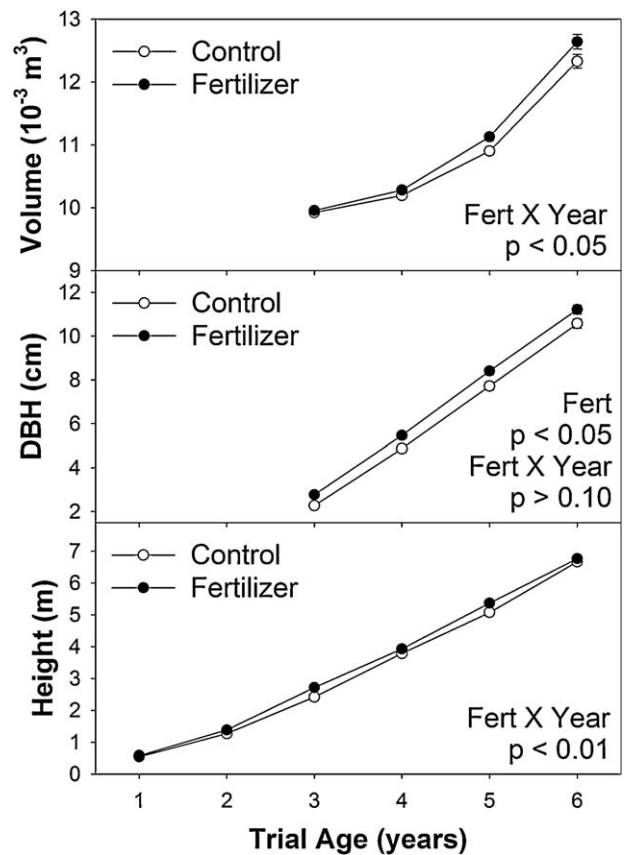 13
12
11
10
9
Volume (10⁻³ m³)
Control
Fertilizer
Fert X Year
p < 0.05
12
10
8
6
4
2
DBH (cm)
Control
Fertilizer
Fert
p < 0.05
Fert X Year
p > 0.10
7
6
5
4
3
2
1
0
Height (m)
Control
Fertilizer
Fert X Year
p < 0.01
1 2 3 4 5 6
Trial Age (years)